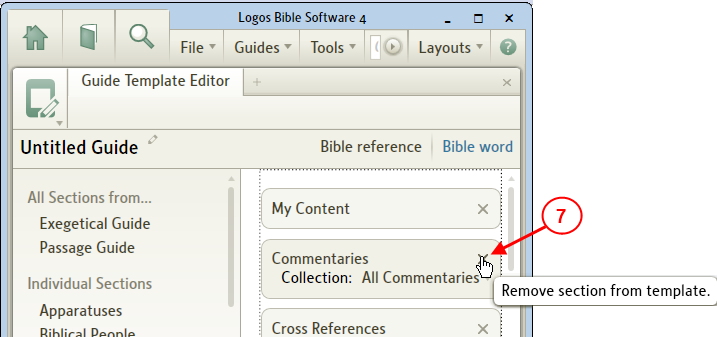 Logos Bible Software 4
File Guides Tools Layouts
Guide Template Editor
Untitled Guide
Bible reference Bible word
All Sections from...
Exegetical Guide
Passage Guide
Individual Sections
Apparatuses
Biblical People
My Content
Commentaries
Collection: All Commentaries
Cross References
7
Remove section from template.